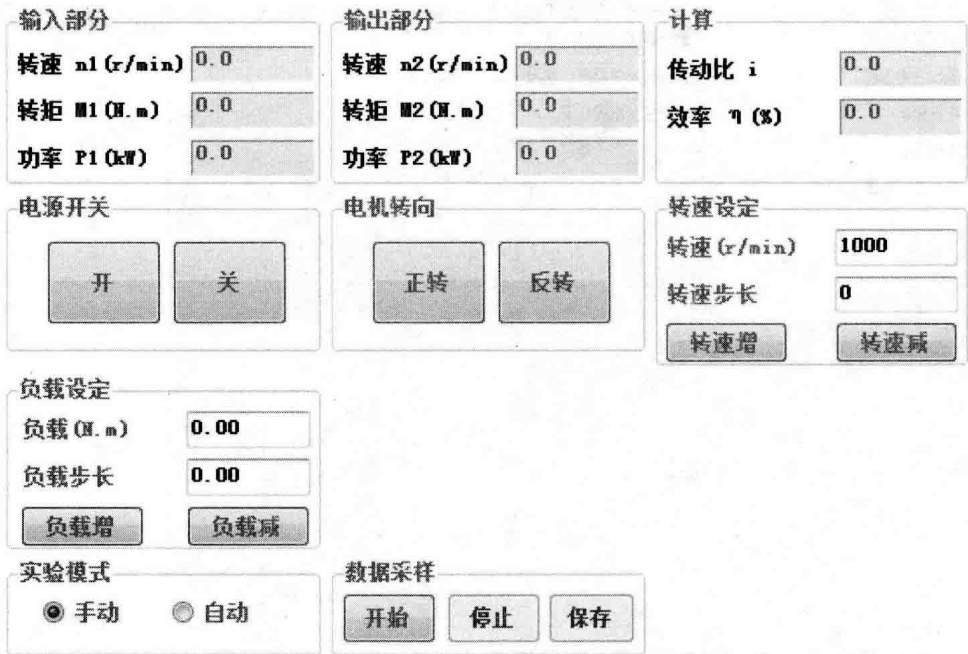 输入部分
转速 n1(r/min) 0.0
转矩 M1(N.m) 0.0
功率 P1(kW) 0.0
输出部分
转速 n2(r/min) 0.0
转矩 M2(N.m) 0.0
功率 P2(kW) 0.0
计算
传动比 i 0.0
效率 η(%) 0.0
电源开关
开 关
电机转向
正转 反转
转速设定
转速(r/min) 1000
转速步长 0
转速增 转速减
负载设定
负载(N.m) 0.00
负载步长 0.00
负载增 负载减
实验模式
手动 自动
数据采样
开始 停止 保存